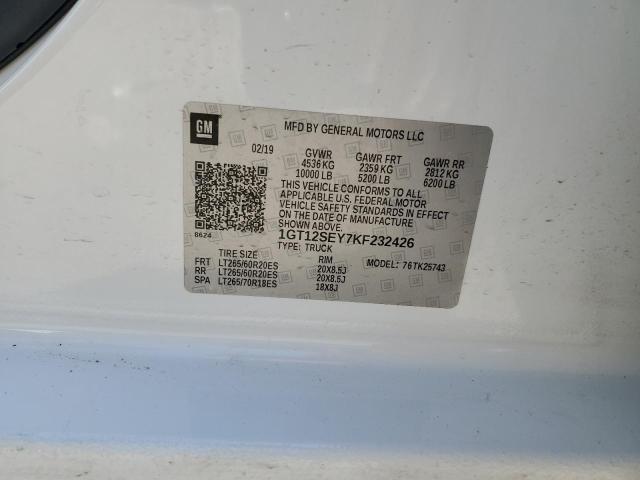 GM
MFD BY GENERAL MOTORS LLC
02/19 GVWR GAWR FRT GAWR RR
4536 KG 2359 KG 2812 KG
10000 LB 5200 LB 6200 LB
THIS VEHICLE CONFORMS TO ALL
APPLICABLE U.S. FEDERAL MOTOR
VEHICLE SAFETY STANDARDS IN EFFECT
ON THE DATE OF MANUFACTURE
SHOWN ABOVE.
8624 1GT12SEY7KF232426
TYPE: TRUCK
TIRE SIZE RIM MODEL: 76TK25743
FRT LT265/60R20ES 20X8.5J
RR LT265/60R20ES 20X8.5J
SPA LT265/70R18ES 18X8J